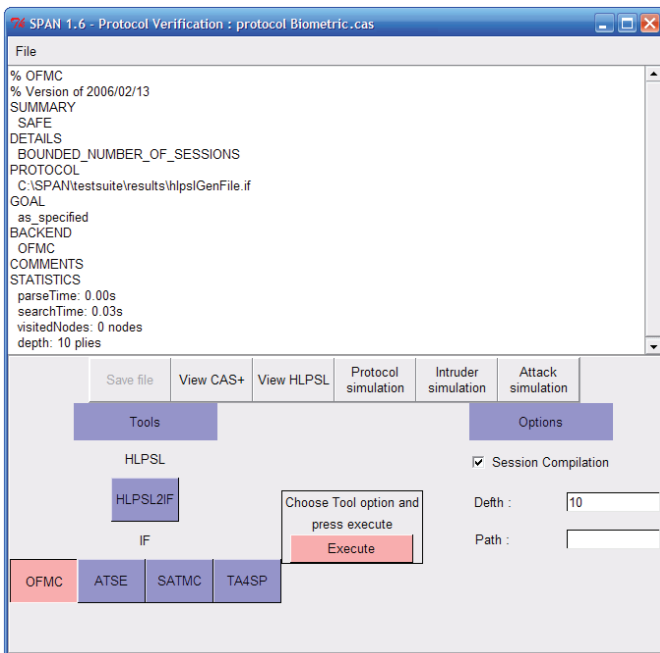 SPAN 1.6 - Protocol Verification : protocol Biometric.cas
File
% OFMC
% Version of 2006/02/13
SUMMARY
SAFE
DETAILS
BOUNDED_NUMBER_OF_SESSIONS
PROTOCOL
C:\SPAN\testsuite\results\hlpslGenFile.if
GOAL
as_specified
BACKEND
OFMC
COMMENTS
STATISTICS
parseTime: 0.00s
searchTime: 0.03s
visitedNodes: 0 nodes
depth: 10 plies
Save file
View CAS+
View HLPSL
Protocol
simulation
Intruder
simulation
Attack
simulation
Tools
Options
HLPSL
Session Compilation
HLPSL2IF
Choose Tool option and
press execute
Execute
Defth :
10
IF
Path :
OFMC
ATSE
SATMC
TA4SP